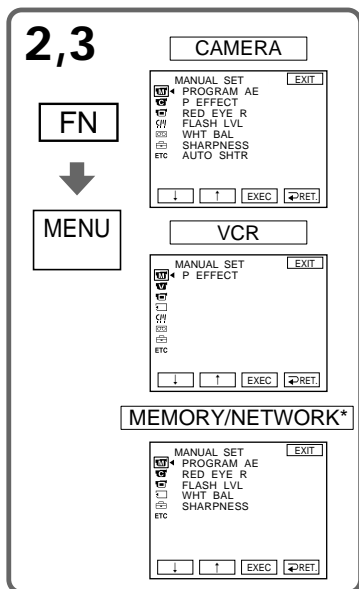 2,3
FN
MENU
CAMERA
MANUAL SET EXIT
PROGRAM AE
P EFFECT
RED EYE R
FLASH LVL
WHT BAL
SHARPNESS
AUTO SHTR
ETC
↓ ↑ EXEC RET.
VCR
MANUAL SET EXIT
P EFFECT
ETC
↓ ↑ EXEC RET.
MEMORY/NETWORK*
MANUAL SET EXIT
PROGRAM AE
RED EYE R
FLASH LVL
WHT BAL
SHARPNESS
ETC
↓ ↑ EXEC RET.